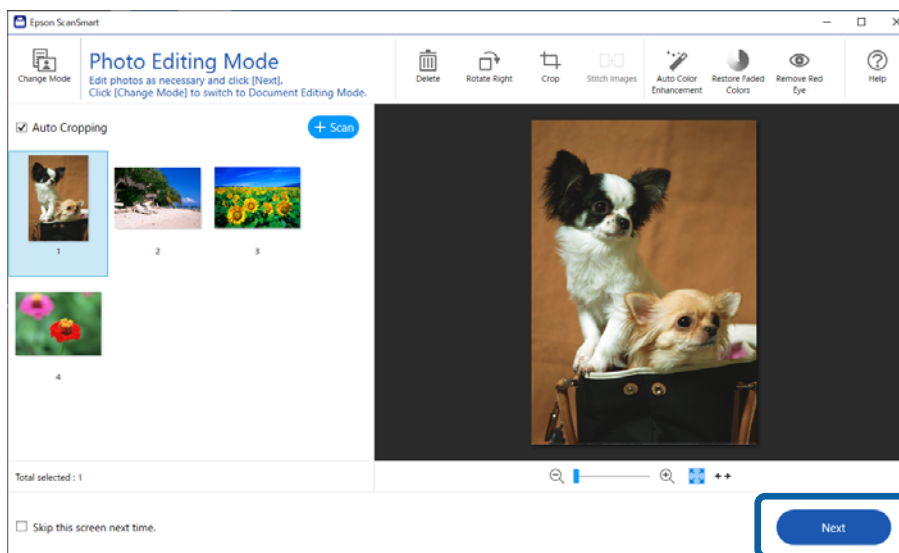 Epson ScanSmart
Change Mode
Photo Editing Mode
Edit photos as necessary and click [Next].
Click [Change Mode] to switch to Document Editing Mode.
Delete
Rotate Right
Crop
Stitch Images
Auto Color
Enhancement
Restore Faded
Colors
Remove Red
Eye
Help
Auto Cropping
+ Scan
1
2
3
4
Total selected : 1
Skip this screen next time.
Next